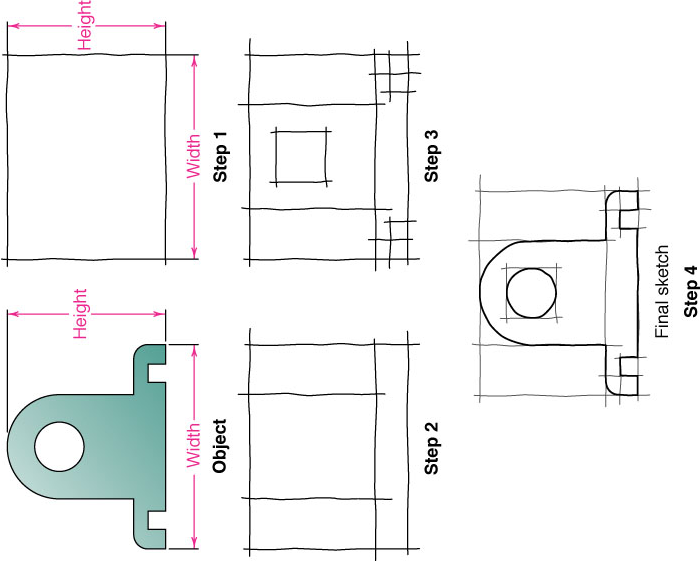 Height
Width
Object
Height
Width
Step 1
Step 2
Step 3
Final sketch
Step 4